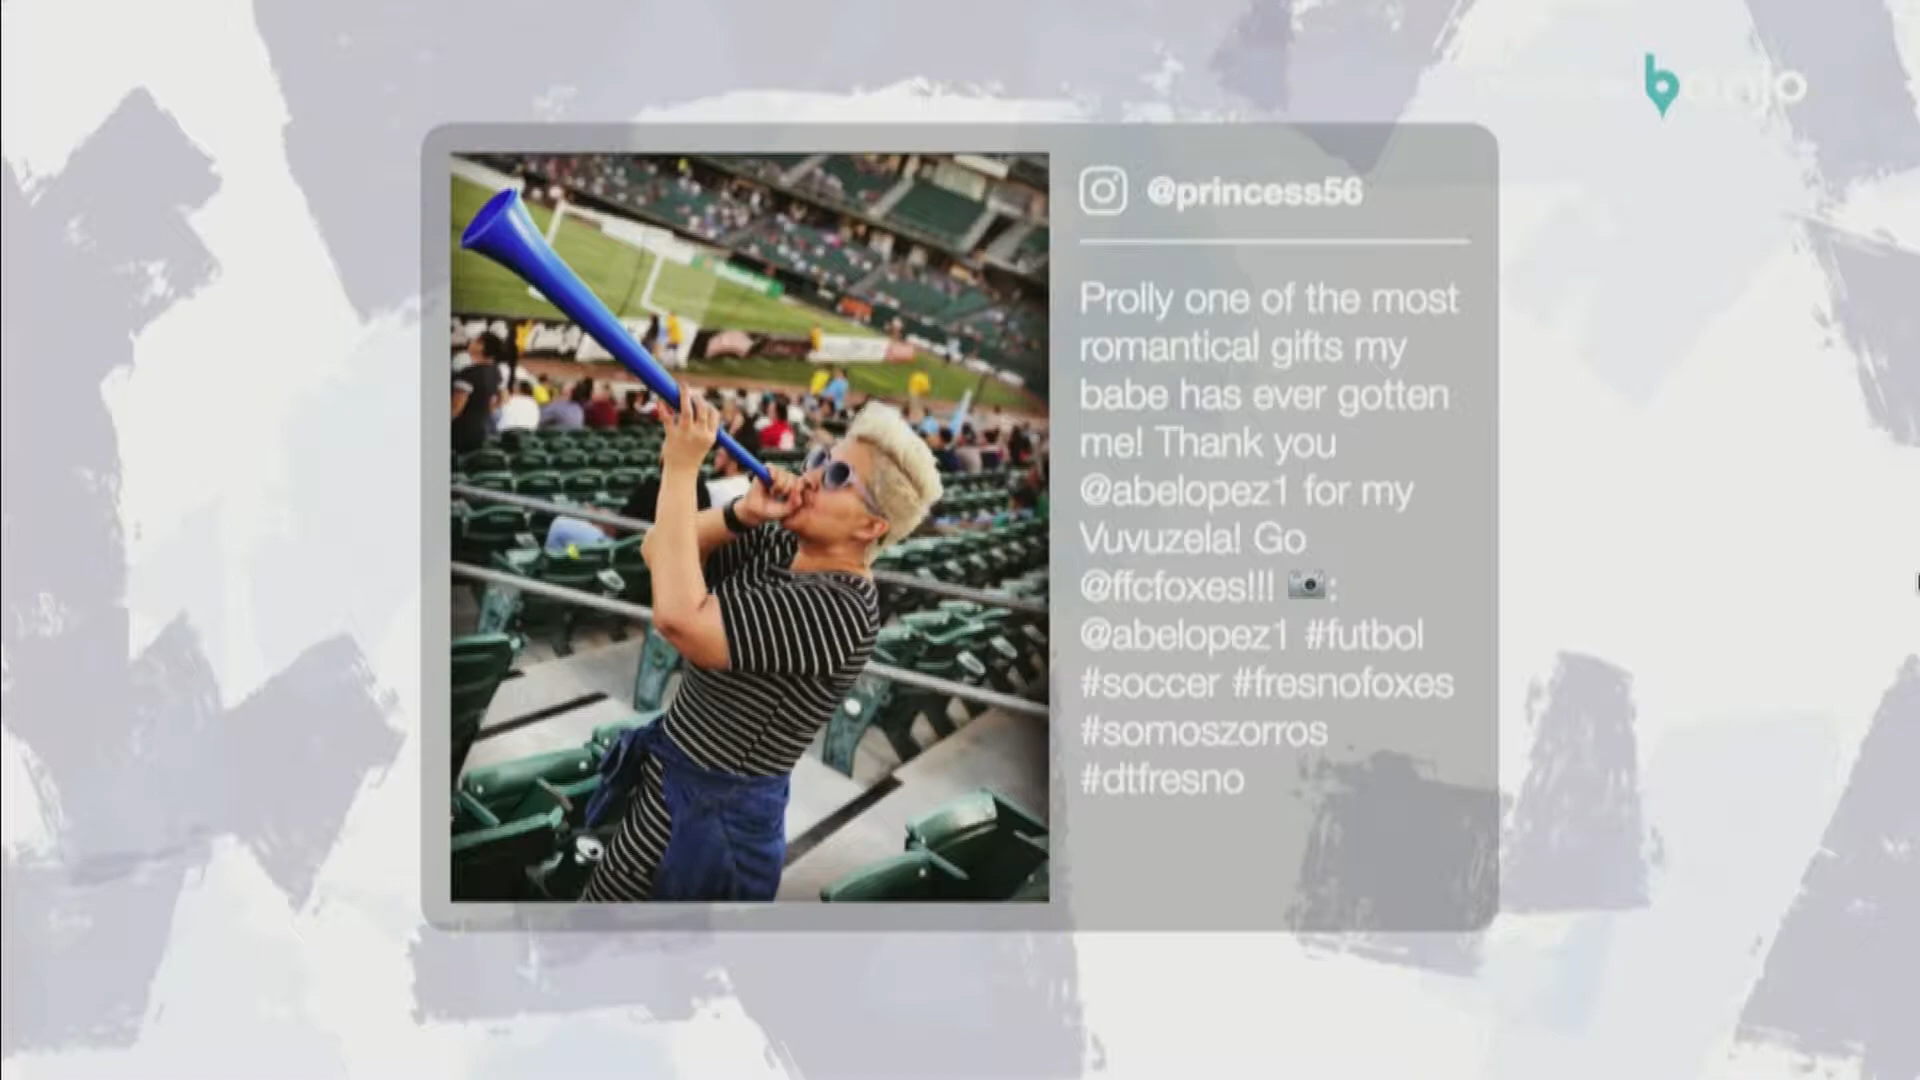 banjo
@princess56
Prolly one of the most
romantical gifts my
babe has ever gotten
me! Thank you
@abelopez1 for my
Vuvuzela! Go
@ffcfoxes!!! 📷:
@abelopez1 #futbol
#soccer #fresnofoxes
#somoszorros
#dtfresno